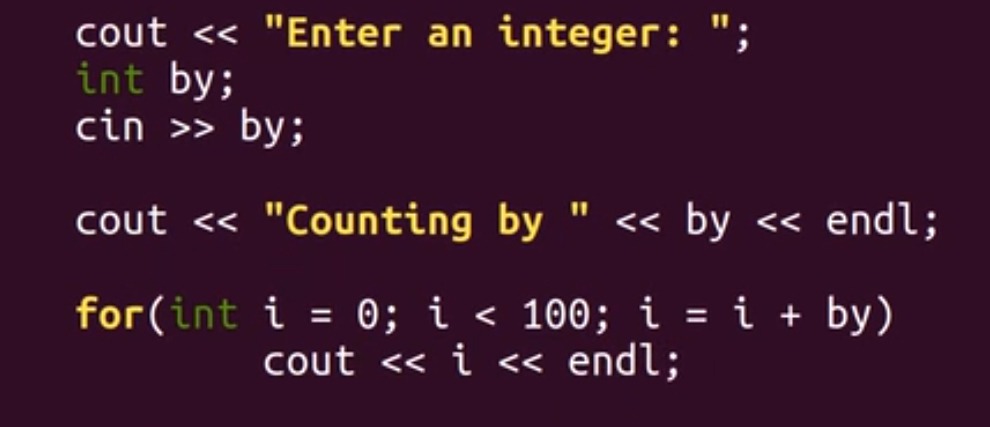 cout << "Enter an integer: ";
int by;
cin >> by;
cout << "Counting by " << by << endl;
for(int i = 0; i < 100; i = i + by)
cout << i << endl;